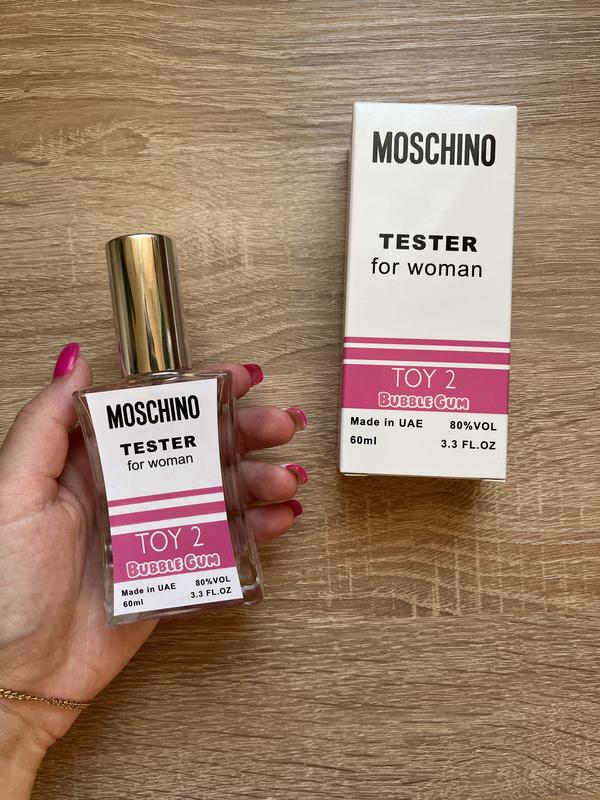 MOSCHINO
TESTER
for woman
TOY 2
BUBBLE GUM
Made in UAE 80%VOL
60ml 3.3 FL.OZ
MOSCHINO
TESTER
for woman
TOY 2
BUBBLE GUM
Made in UAE 80%VOL
60ml 3.3 FL.OZ